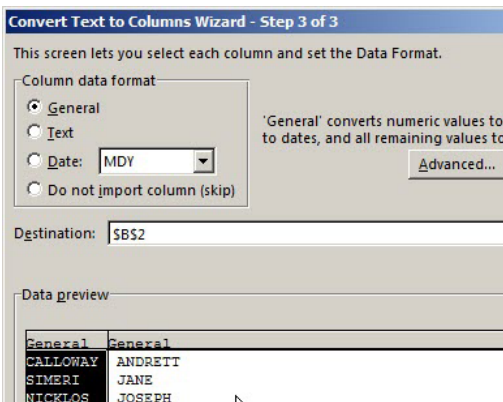 Convert Text to Columns Wizard - Step 3 of 3
This screen lets you select each column and set the Data Format.
Column data format
General
Text
Date: MDY
Do not import column (skip)
'General' converts numeric values to
to dates, and all remaining values to
Advanced...
Destination: $B$2
Data preview
General General
CALLOWAY ANDRETT
SIMERI JANE
NICKLOS JOSEPH